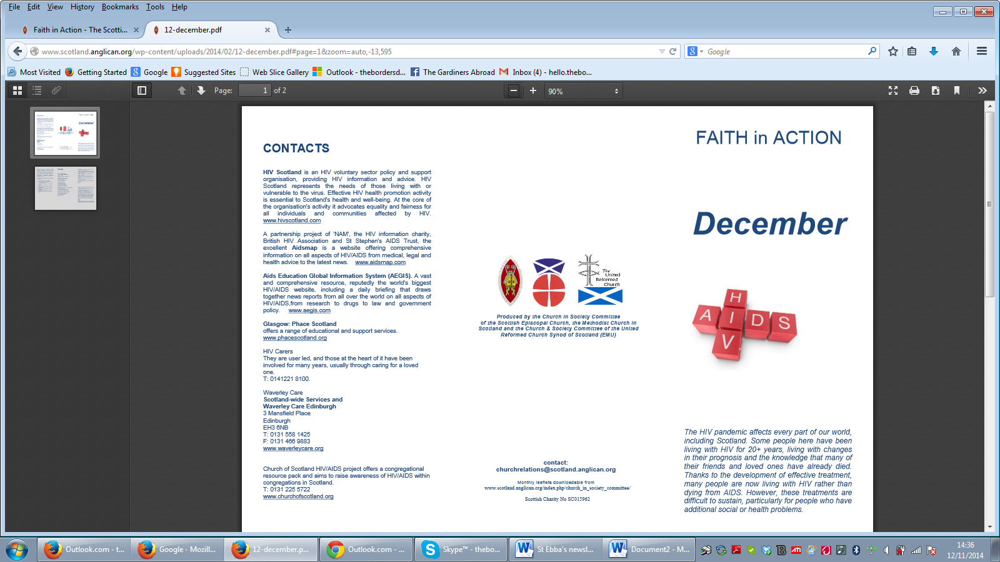 File Edit View History Bookmarks Tools Help
Faith in Action - The Scotti...
12-december.pdf
www.scotland.anglican.org/wp-content/uploads/2014/02/12-december.pdf#page=1&zoom=auto,-13,595
Google
Most Visited Getting Started Google Suggested Sites Web Slice Gallery Outlook - thebordersd... The Gardiners Abroad Inbox (4) - hello.thebo...
Page: 1 of 2
90%
CONTACTS
HIV Scotland is an HIV voluntary sector policy and support
organisation, providing HIV information and advice. HIV
Scotland represents the needs of those living with or
vulnerable to the virus. Effective HIV health promotion activity
is essential to Scotland's health and well-being. At the core of
the organisation's activity it advocates equality and fairness for
all individuals and communities affected by HIV.
www.hivscotland.com
A partnership project of 'NAM', the HIV information charity,
British HIV Association and St Stephen's AIDS Trust, the
excellent Aidsmap is a website offering comprehensive
information on all aspects of HIV/AIDS from medical, legal and
health advice to the latest news. www.aidsmap.com
Aids Education Global Information System (AEGIS). A vast
and comprehensive resource, reputedly the world's biggest
HIV/AIDS website, including a daily briefing that draws
together news reports from all over the world on all aspects of
HIV/AIDS,from research to drugs to law and government
policy. www.aegis.com
Glasgow: Phace Scotland
offers a range of educational and support services.
www.phacescotland.org
HIV Carers
They are user led, and those at the heart of it have been
involved for many years, usually through caring for a loved
one.
T: 0141221 8100.
Waverley Care
Scotland-wide Services and
Waverley Care Edinburgh
3 Mansfield Place
Edinburgh
EH3 6NB
T: 0131 558 1425
F: 0131 466 9883
www.waverleycare.org
Church of Scotland HIV/AIDS project offers a congregational
resource pack and aims to raise awareness of HIV/AIDS within
congregations in Scotland.
T: 0131 225 5722
www.churchofscotland.org
The
United
Reformed
Church
Produced by the Church in Society Committee
of the Scottish Episcopal Church, the Methodist Church in
Scotland and the Church & Society Committee of the United
Reformed Church Synod of Scotland (EMU)
contact:
churchrelations@scotland.anglican.org
Monthly leaflets downloadable from
www.scotland.anglican.org/index.php/church_in_society_committee/
Scottish Charity No SC015962
FAITH in ACTION
December
H
A I D S
V
The HIV pandemic affects every part of our world,
including Scotland. Some people here have been
living with HIV for 20+ years, living with changes
in their prognosis and the knowledge that many of
their friends and loved ones have already died.
Thanks to the development of effective treatment,
many people are now living with HIV rather than
dying from AIDS. However, these treatments are
difficult to sustain, particularly for people who have
additional social or health problems.
Outlook.com - t...
Google - Mozill...
12-december.p...
Outlook.com - ...
Skype™ - thebo...
St Ebba's newsl...
Document2 - M...
ATI
14:36
12/11/2014